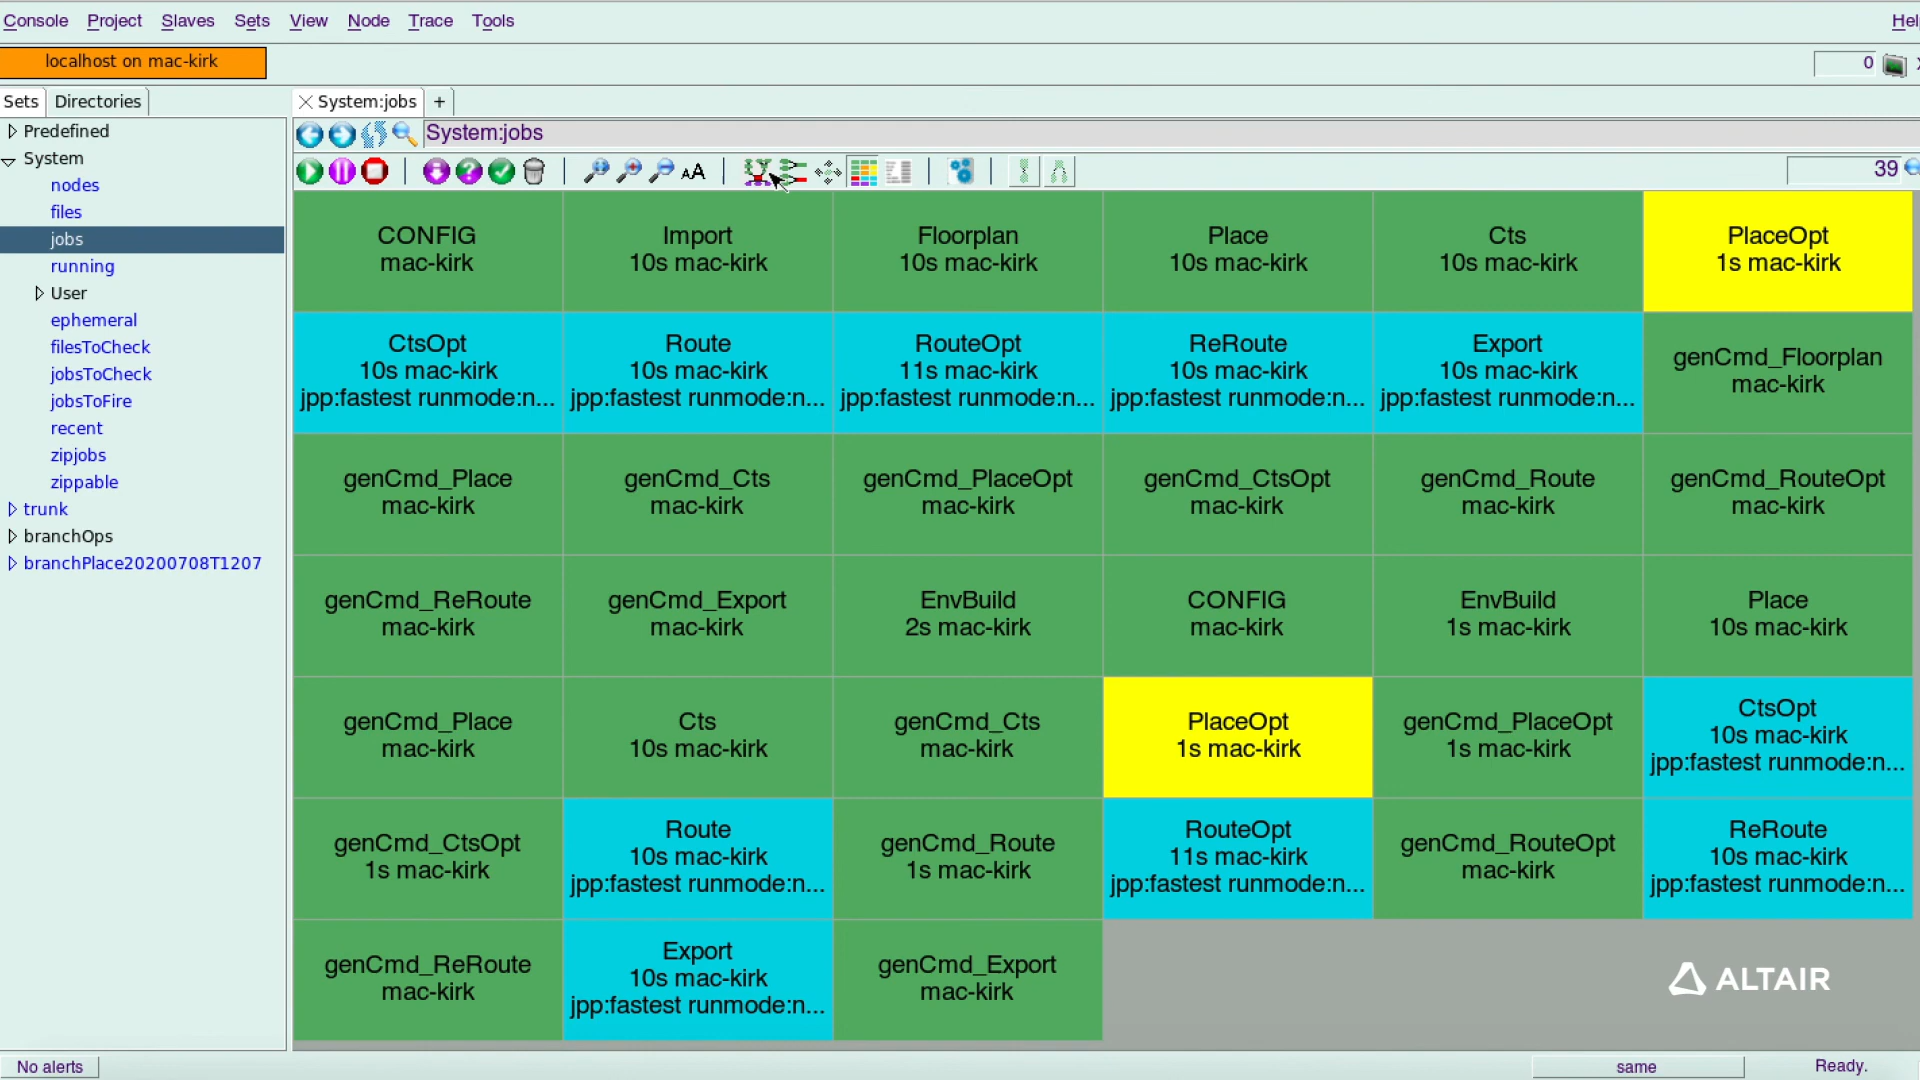 Console Project Slaves Sets View Node Trace Tools
localhost on mac-kirk
0
Sets Directories
System:jobs +
Predefined
System
nodes
files
jobs
running
User
ephemeral
filesToCheck
jobsToCheck
jobsToFire
recent
zipjobs
zippable
trunk
branchOps
branchPlace20200708T1207
System:jobs
AA
39
CONFIG
mac-kirk
Import
10s mac-kirk
Floorplan
10s mac-kirk
Place
10s mac-kirk
Cts
10s mac-kirk
PlaceOpt
1s mac-kirk
CtsOpt
10s mac-kirk
jpp:fastest runmode:n...
Route
10s mac-kirk
jpp:fastest runmode:n...
RouteOpt
11s mac-kirk
jpp:fastest runmode:n...
ReRoute
10s mac-kirk
jpp:fastest runmode:n...
Export
10s mac-kirk
jpp:fastest runmode:n...
genCmd_Floorplan
mac-kirk
genCmd_Place
mac-kirk
genCmd_Cts
mac-kirk
genCmd_PlaceOpt
mac-kirk
genCmd_CtsOpt
mac-kirk
genCmd_Route
mac-kirk
genCmd_RouteOpt
mac-kirk
genCmd_ReRoute
mac-kirk
genCmd_Export
mac-kirk
EnvBuild
2s mac-kirk
CONFIG
mac-kirk
EnvBuild
1s mac-kirk
Place
10s mac-kirk
genCmd_Place
mac-kirk
Cts
10s mac-kirk
genCmd_Cts
mac-kirk
PlaceOpt
1s mac-kirk
genCmd_PlaceOpt
1s mac-kirk
CtsOpt
10s mac-kirk
jpp:fastest runmode:n...
genCmd_CtsOpt
1s mac-kirk
Route
10s mac-kirk
jpp:fastest runmode:n...
genCmd_Route
1s mac-kirk
RouteOpt
11s mac-kirk
jpp:fastest runmode:n...
genCmd_RouteOpt
mac-kirk
ReRoute
10s mac-kirk
jpp:fastest runmode:n...
genCmd_ReRoute
mac-kirk
Export
10s mac-kirk
jpp:fastest runmode:n...
genCmd_Export
mac-kirk
ALTAIR
No alerts
same
Ready.